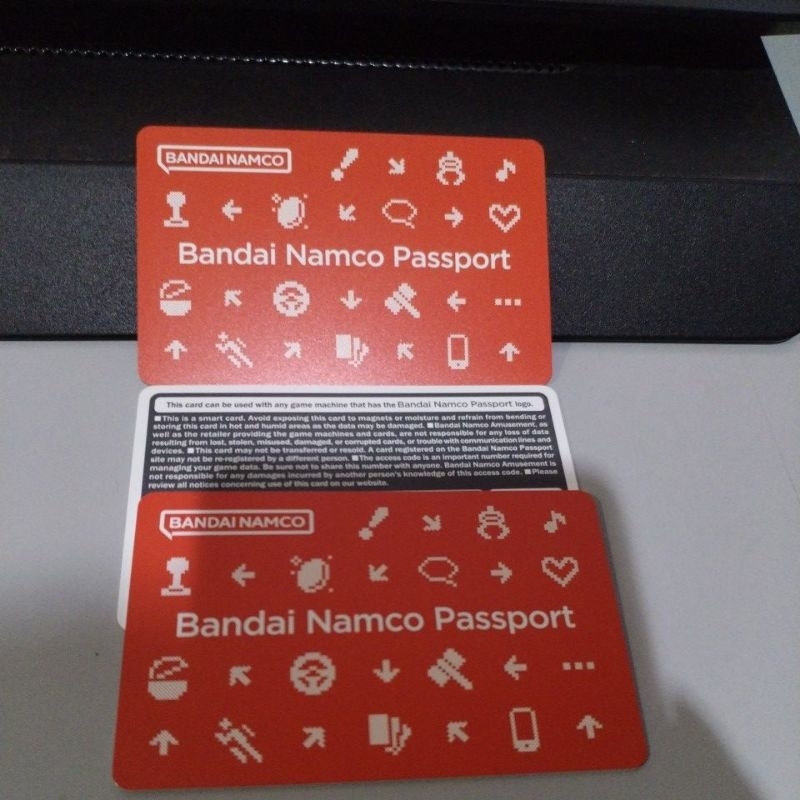 BANDAI NAMCO
Bandai Namco Passport
This card can be used with any game machine that has the Bandai Namco Passport logo.
■This is a smart card. Avoid exposing this card to magnets or moisture and refrain from bending or
storing this card in hot and humid areas as the data may be damaged. ■Bandai Namco Amusement, as
well as the retailer providing the game machines and cards, are not responsible for any loss of data
resulting from lost, stolen, misused, damaged, or corrupted cards, or trouble with communication lines and
devices. ■This card may not be transferred or resold. A card registered on the Bandai Namco Passport
site may not be re-registered by a different person. ■The access code is an important number required for
managing your game data. Be sure not to share this number with anyone. Bandai Namco Amusement is
not responsible for any damages incurred by another person's knowledge of this access code. ■Please
review all notices concerning use of this card on our website.
BANDAI NAMCO
Bandai Namco Passport